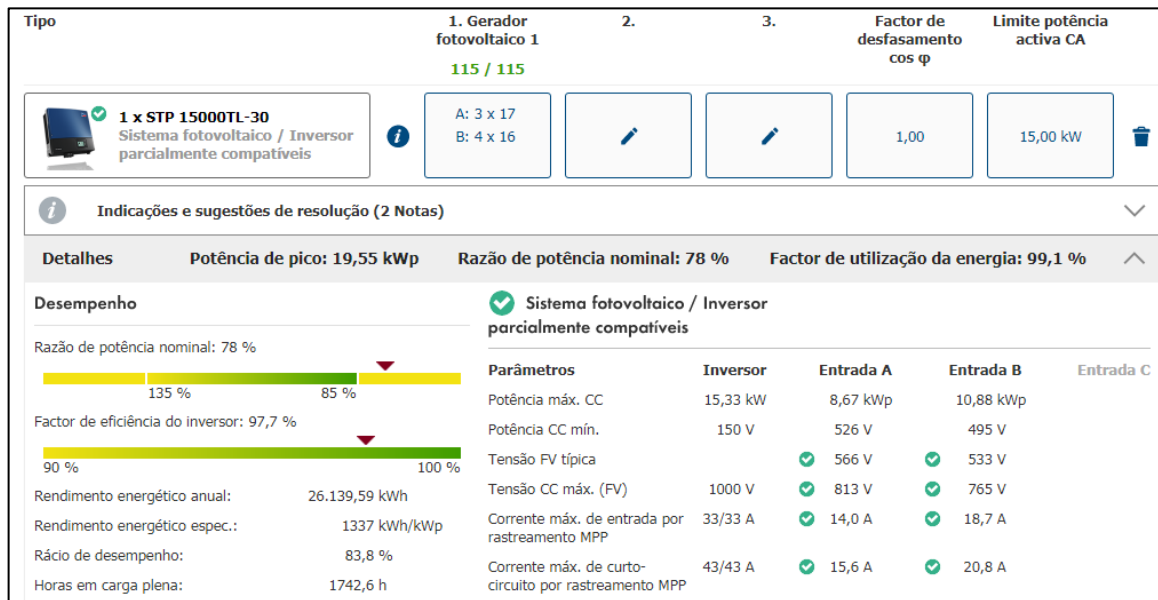 Tipo
1. Gerador fotovoltaico 1
2.
3.
Factor de desfasamento cos φ
Limite potência activa CA
115 / 115
1 x STP 15000TL-30
Sistema fotovoltaico / Inversor
parcialmente compatíveis
A: 3 x 17
B: 4 x 16
1,00
15,00 kW
Indicações e sugestões de resolução (2 Notas)
Detalhes Potência de pico: 19,55 kWp Razão de potência nominal: 78 % Factor de utilização da energia: 99,1 %
Desempenho
Razão de potência nominal: 78 %
135 % 85 %
Factor de eficiência do inversor: 97,7 %
90 % 100 %
Rendimento energético anual: 26.139,59 kWh
Rendimento energético espec.: 1337 kWh/kWp
Rácio de desempenho: 83,8 %
Horas em carga plena: 1742,6 h
Sistema fotovoltaico / Inversor
parcialmente compatíveis
Parâmetros Inversor Entrada A Entrada B Entrada C
Potência máx. CC 15,33 kW 8,67 kWp 10,88 kWp
Potência CC mín. 150 V 526 V 495 V
Tensão FV típica 566 V 533 V
Tensão CC máx. (FV) 1000 V 813 V 765 V
Corrente máx. de entrada por rastreamento MPP 33/33 A 14,0 A 18,7 A
Corrente máx. de curto-circuito por rastreamento MPP 43/43 A 15,6 A 20,8 A